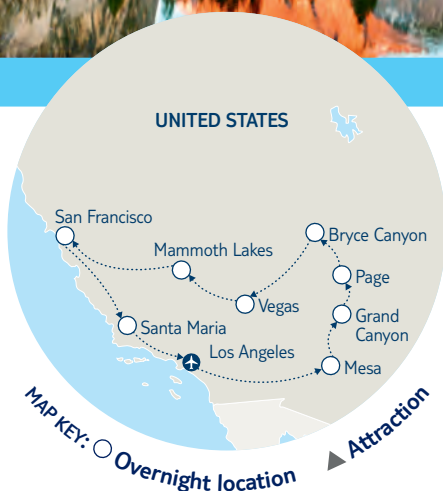 UNITED STATES
San Francisco
Bryce Canyon
Mammoth Lakes
Page
Vegas
Grand
Canyon
Santa Maria
Los Angeles
Mesa
MAP KEY: Overnight location
Attraction